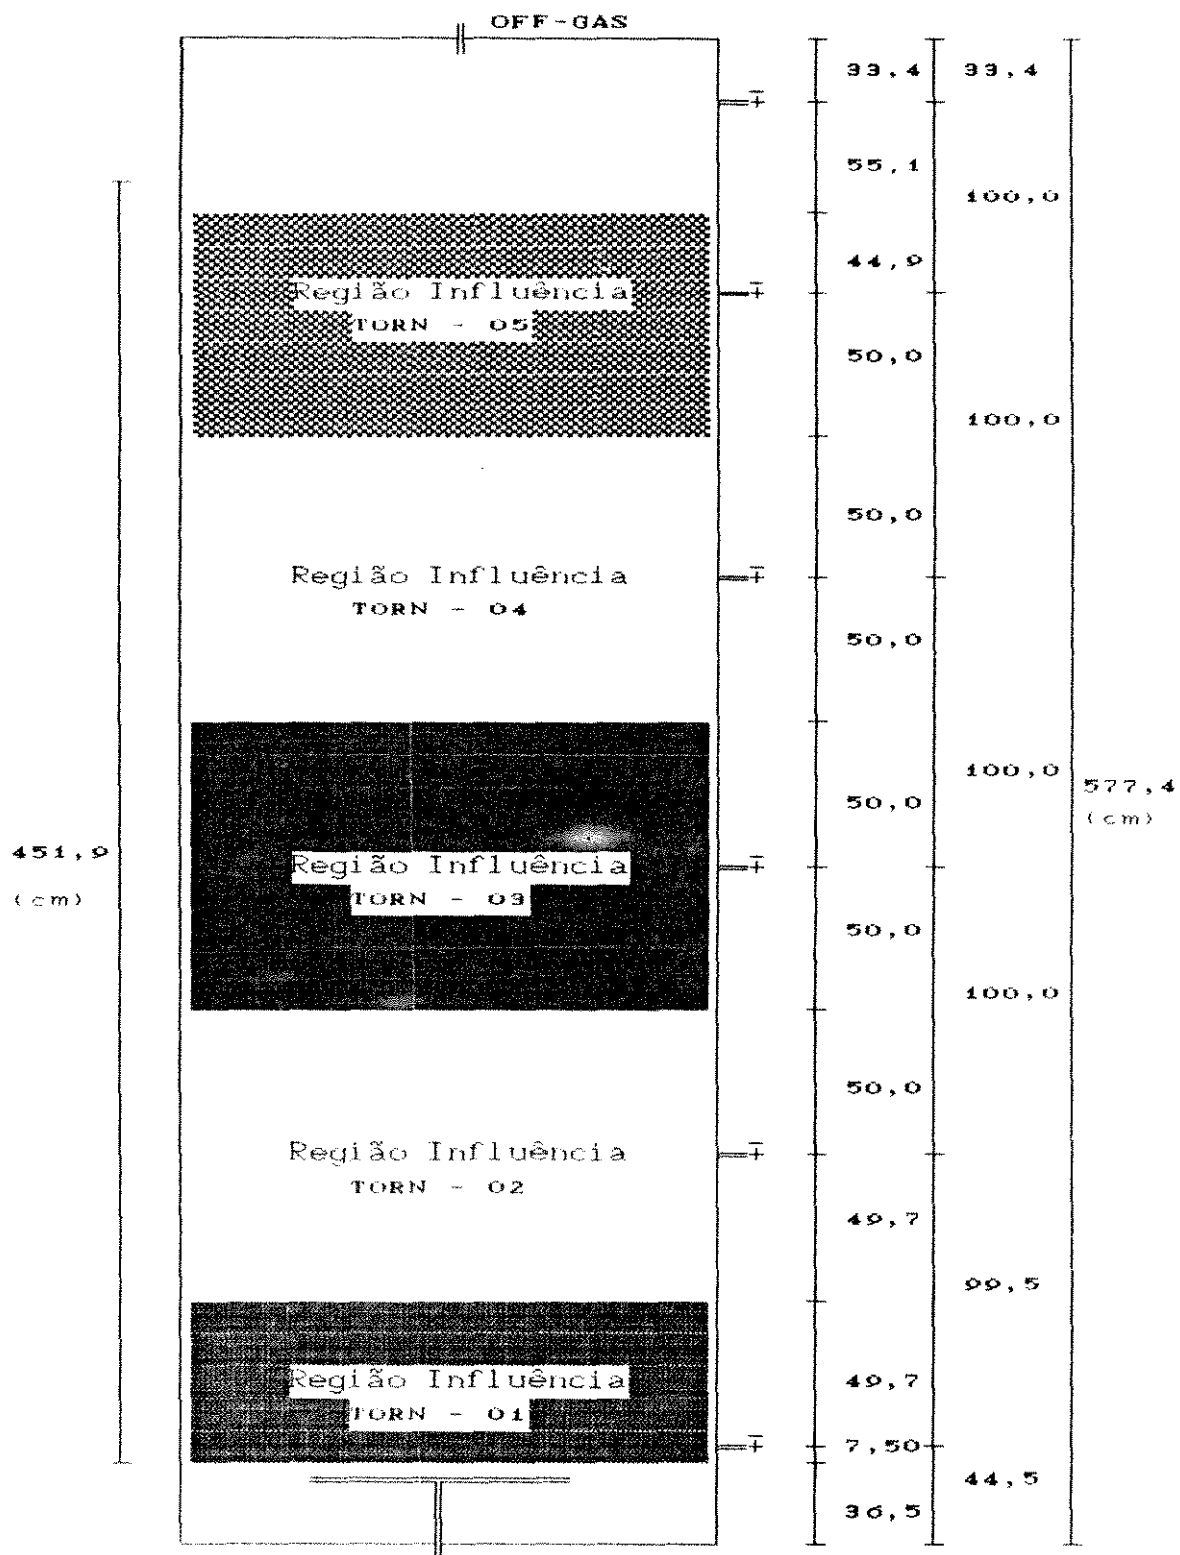 OFF-GAS
33,4
33,4
55,1
100,0
44,9
Região Influência
TORN - 05
50,0
100,0
50,0
Região Influência
TORN - 04
50,0
100,0
577,4
(cm)
50,0
451,9
(cm)
Região Influência
TORN - 03
50,0
100,0
50,0
Região Influência
TORN - 02
49,7
99,5
49,7
Região Influência
TORN - 01
7,50
44,5
36,5